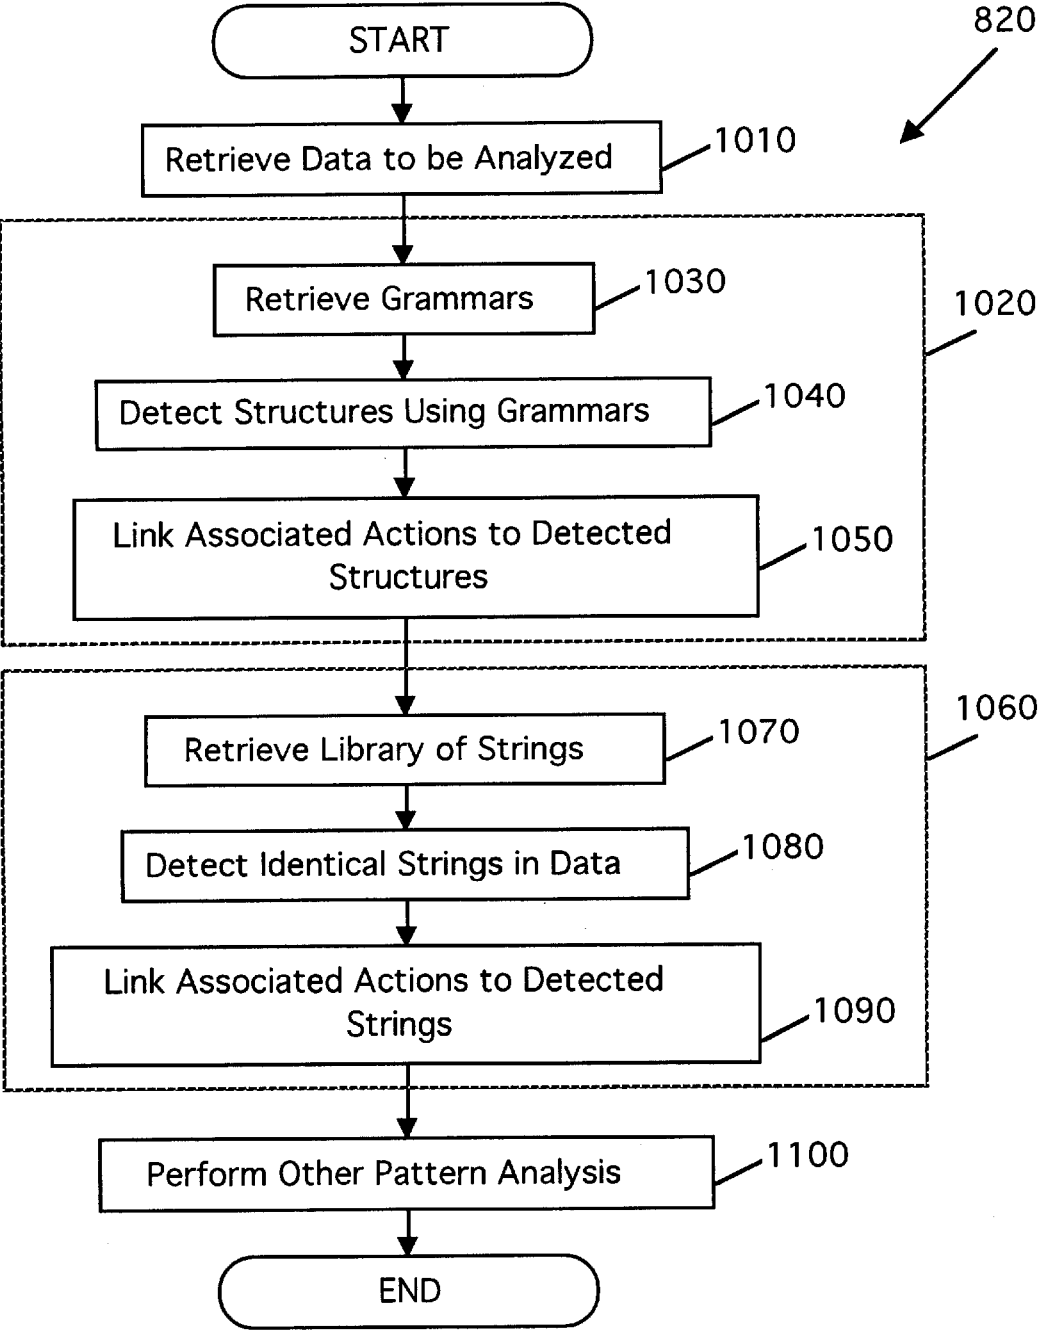 820
START
Retrieve Data to be Analyzed
1010
Retrieve Grammars
1030
1020
Detect Structures Using Grammars
1040
Link Associated Actions to Detected
Structures
1050
1060
Retrieve Library of Strings
1070
Detect Identical Strings in Data
1080
Link Associated Actions to Detected
Strings
1090
Perform Other Pattern Analysis
1100
END